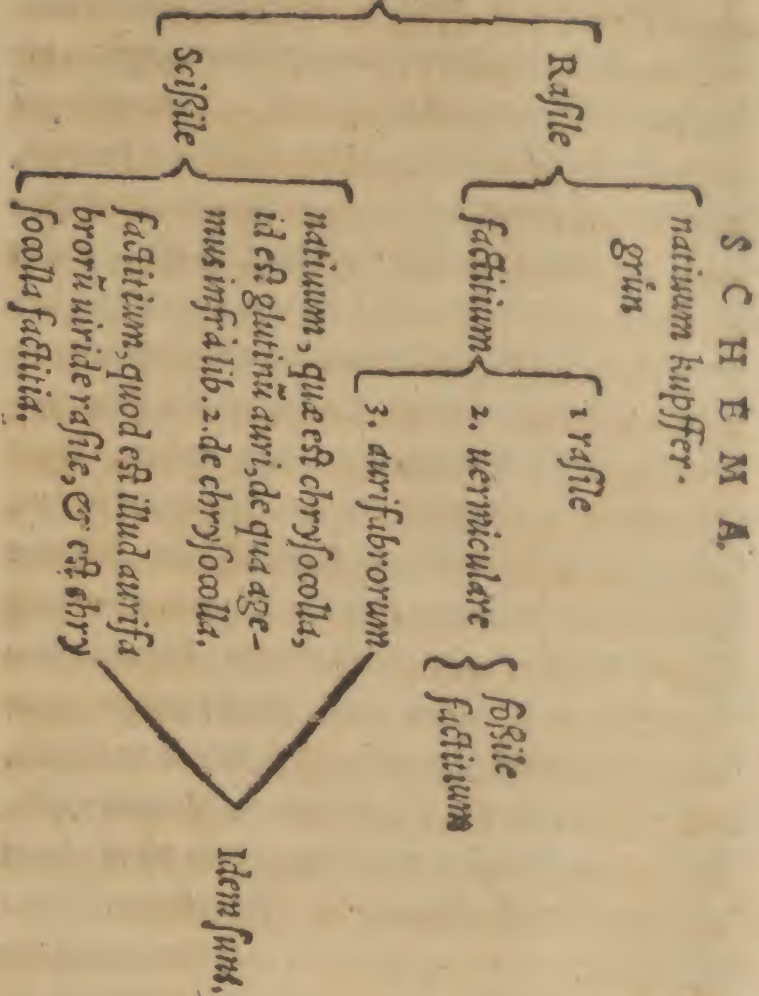 SCHEMA.
Raſile
natiuum kupffer-
grün
factitium
1 raſile
2. uermiculare
foſsile
factitium
3. aurifabrorum
Sciſsile
natiuum, quæ eſt chryſocolla,
id eſt glutinũ auri, de qua age-
mus infrà lib. 2. de chryſocolla.
factitium, quod eſt illud aurifa
brorũ uiride raſile, & eſt chry
ſocolla factitia.
Idem ſunt.